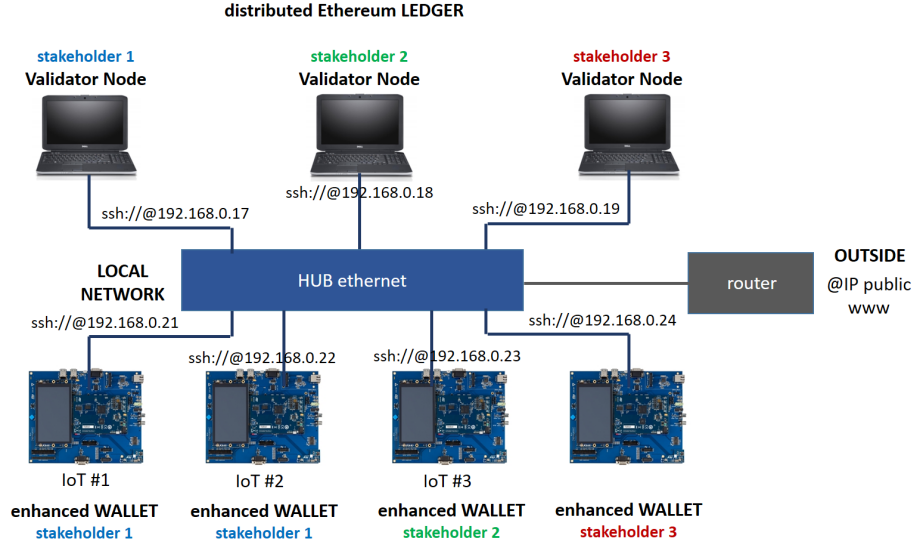 distributed Ethereum LEDGER
stakeholder 1
Validator Node
stakeholder 2
Validator Node
stakeholder 3
Validator Node
ssh://@192.168.0.17
ssh://@192.168.0.18
ssh://@192.168.0.19
LOCAL
NETWORK
HUB ethernet
router
OUTSIDE
@IP public
www
ssh://@192.168.0.21
ssh://@192.168.0.22
ssh://@192.168.0.23
ssh://@192.168.0.24
IoT #1
IoT #2
IoT #3
enhanced WALLET
stakeholder 1
enhanced WALLET
stakeholder 1
enhanced WALLET
stakeholder 2
enhanced WALLET
stakeholder 3